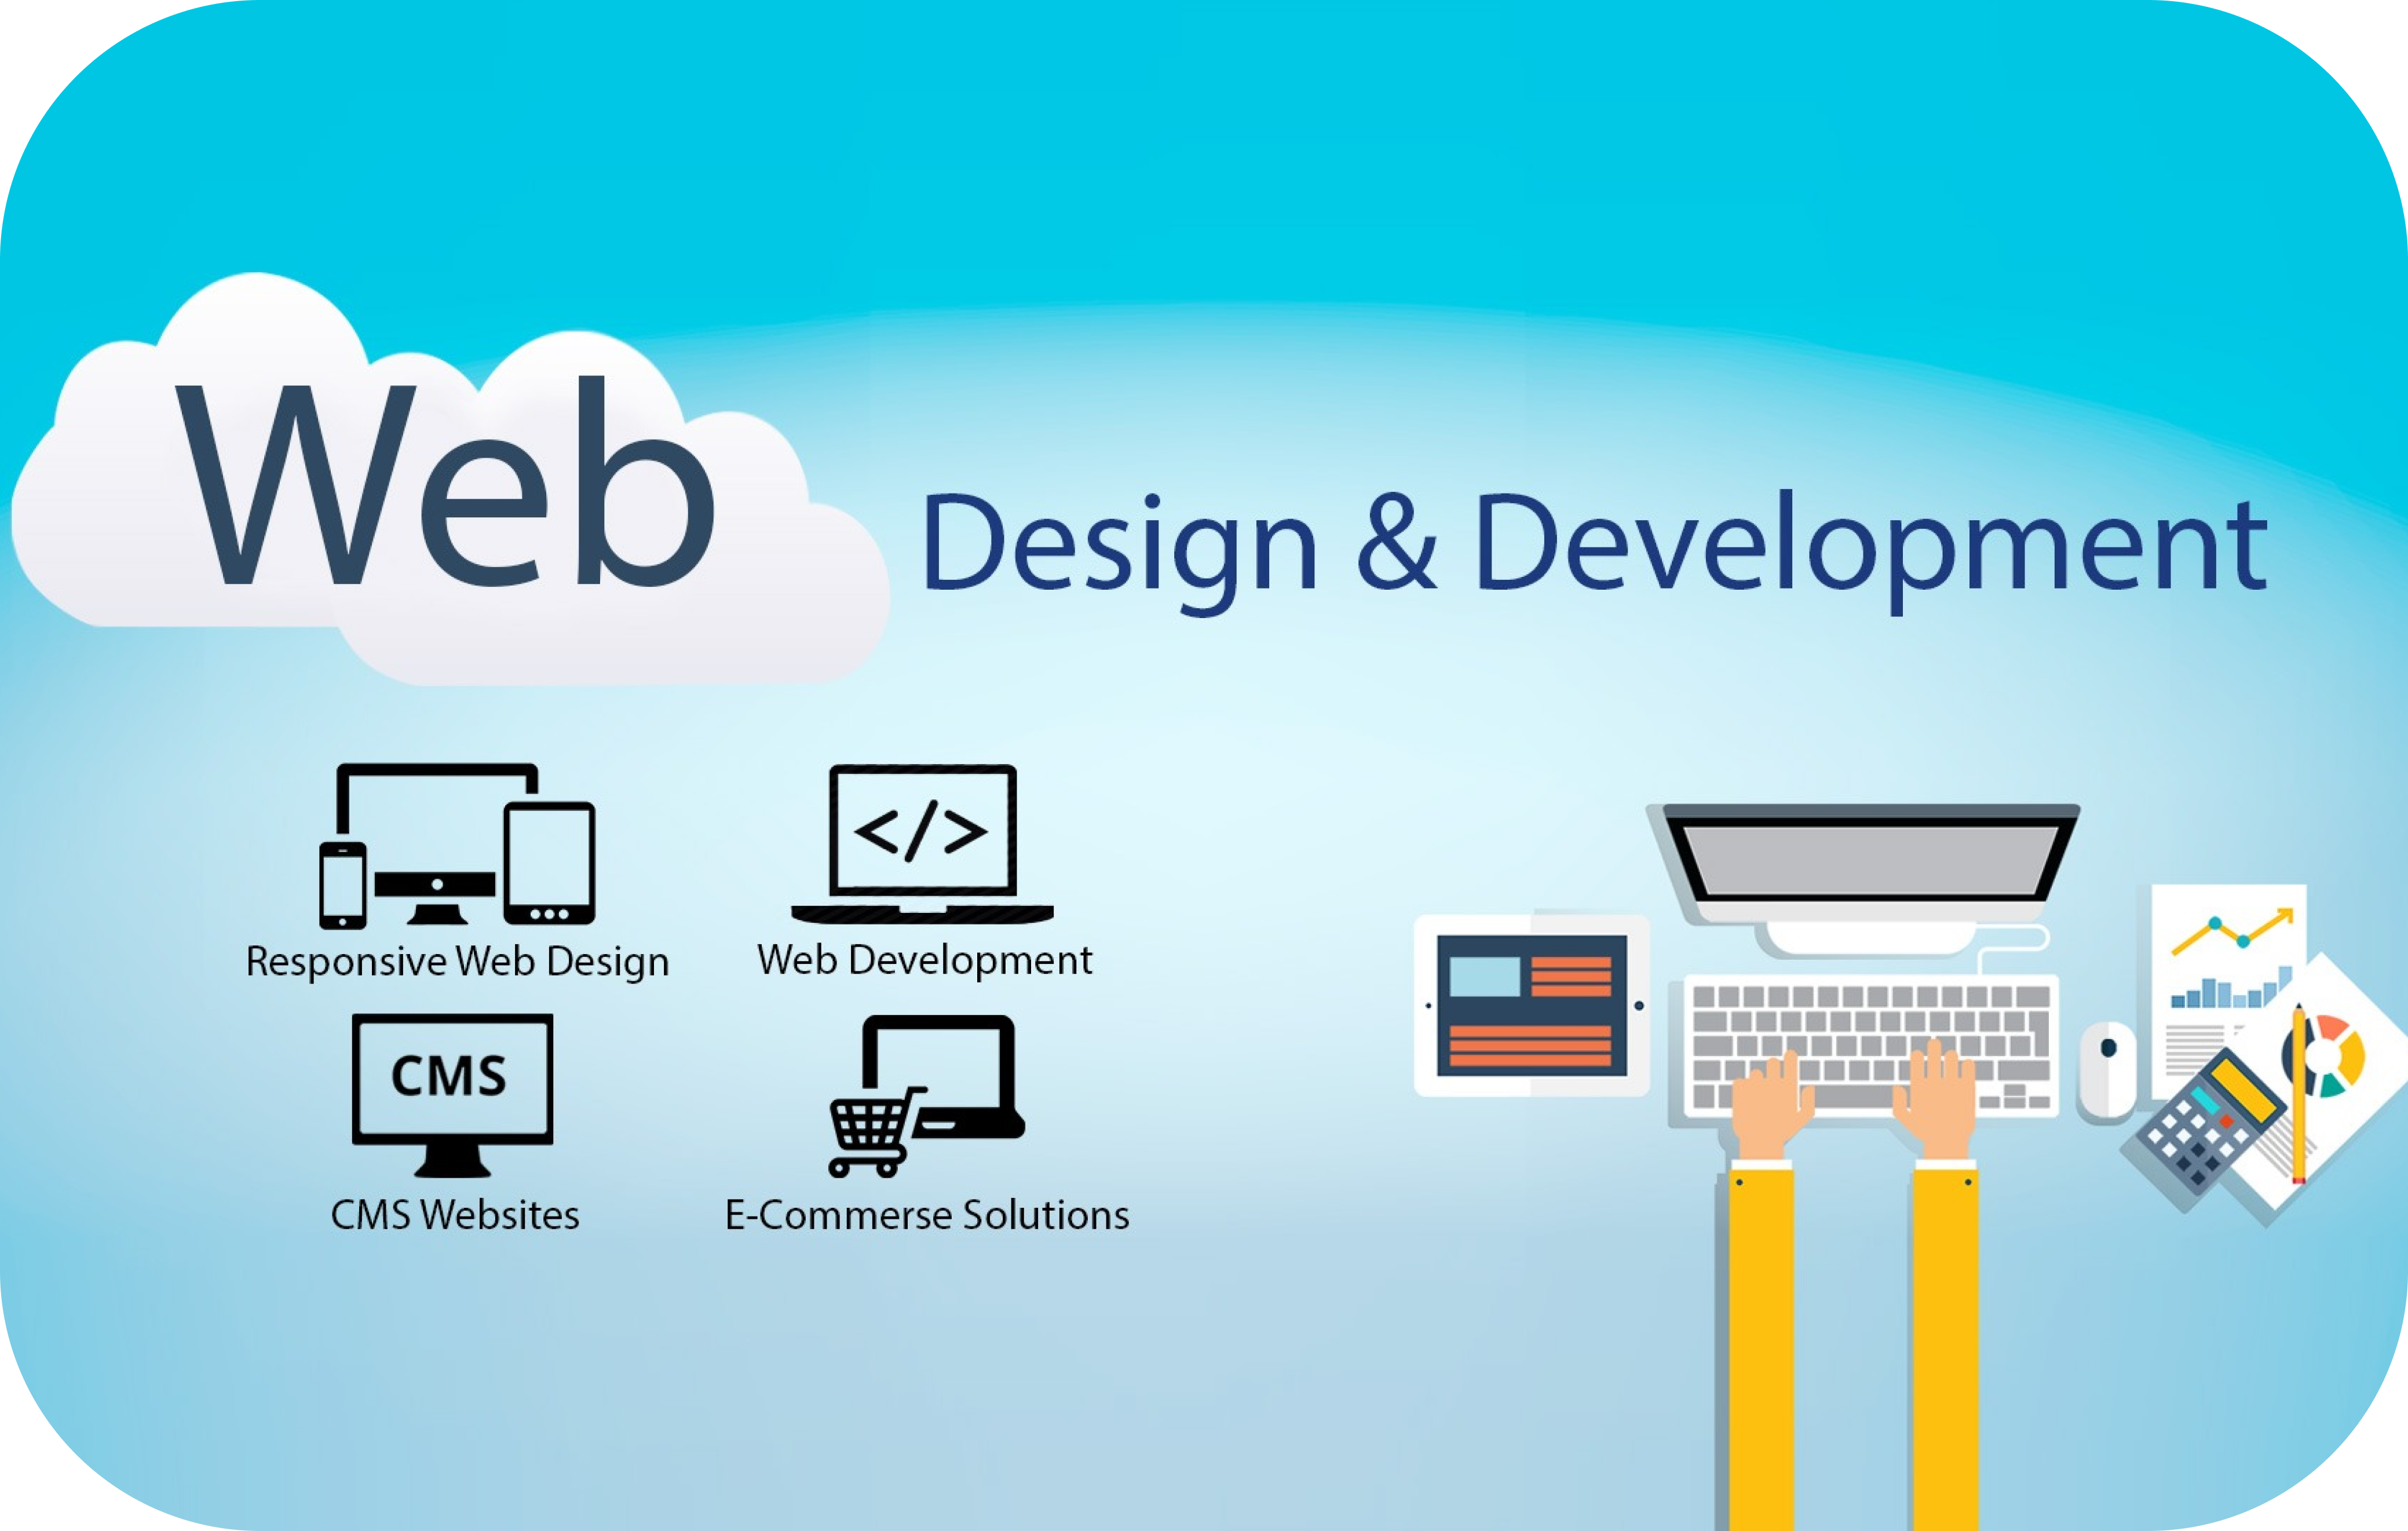 Web
Design & Development
</>
Responsive Web Design
Web Development
CMS
CMS Websites
E-Commerse Solutions